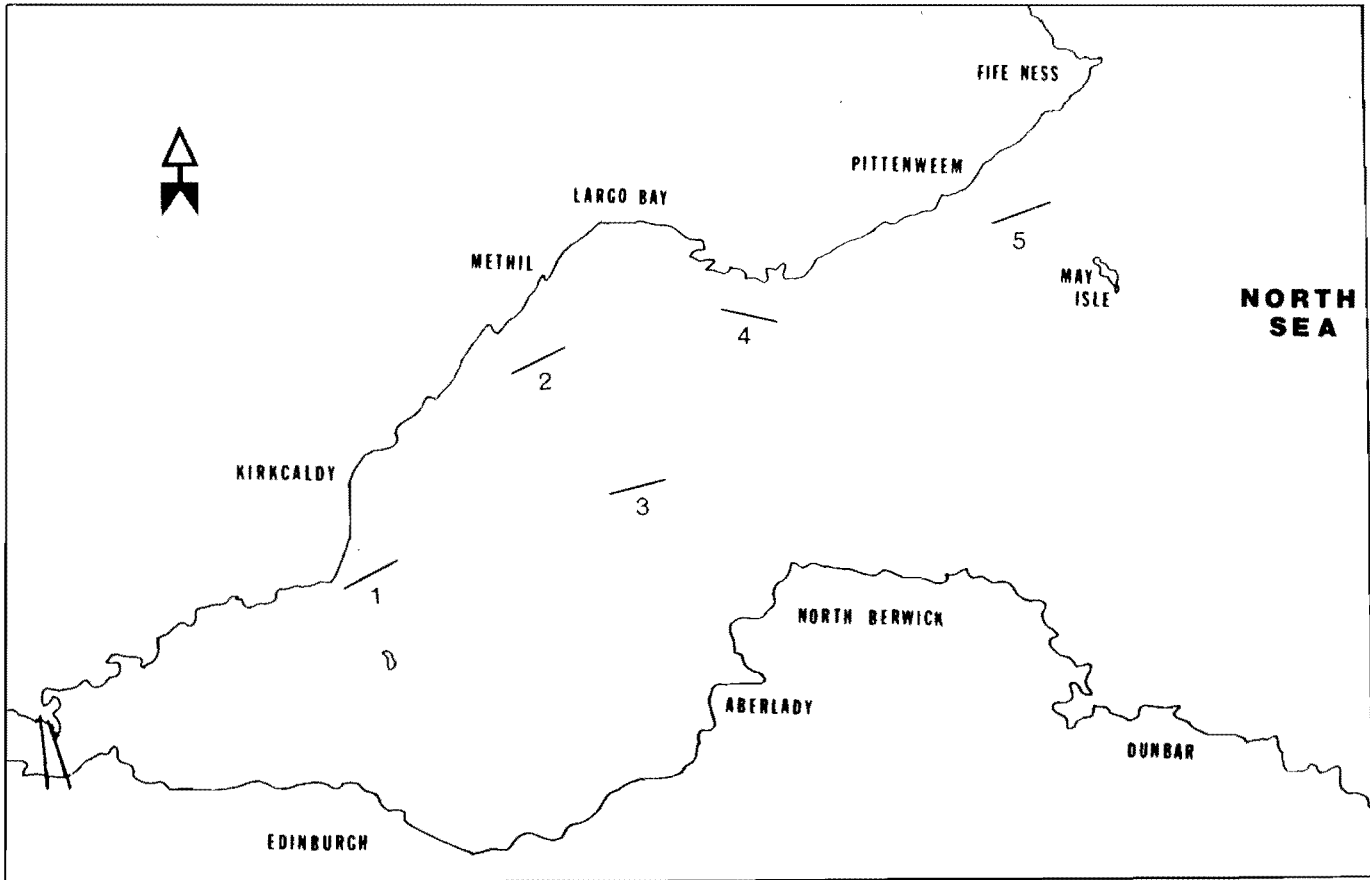 FIFE NESS
PITTENWEEM
LARGO BAY
5
METHIL
MAY
ISLE
NORTH
SEA
4
2
KIRKCALDY
3
1
NORTH BERWICK
ABERLADY
DUNBAR
EDINBURGH